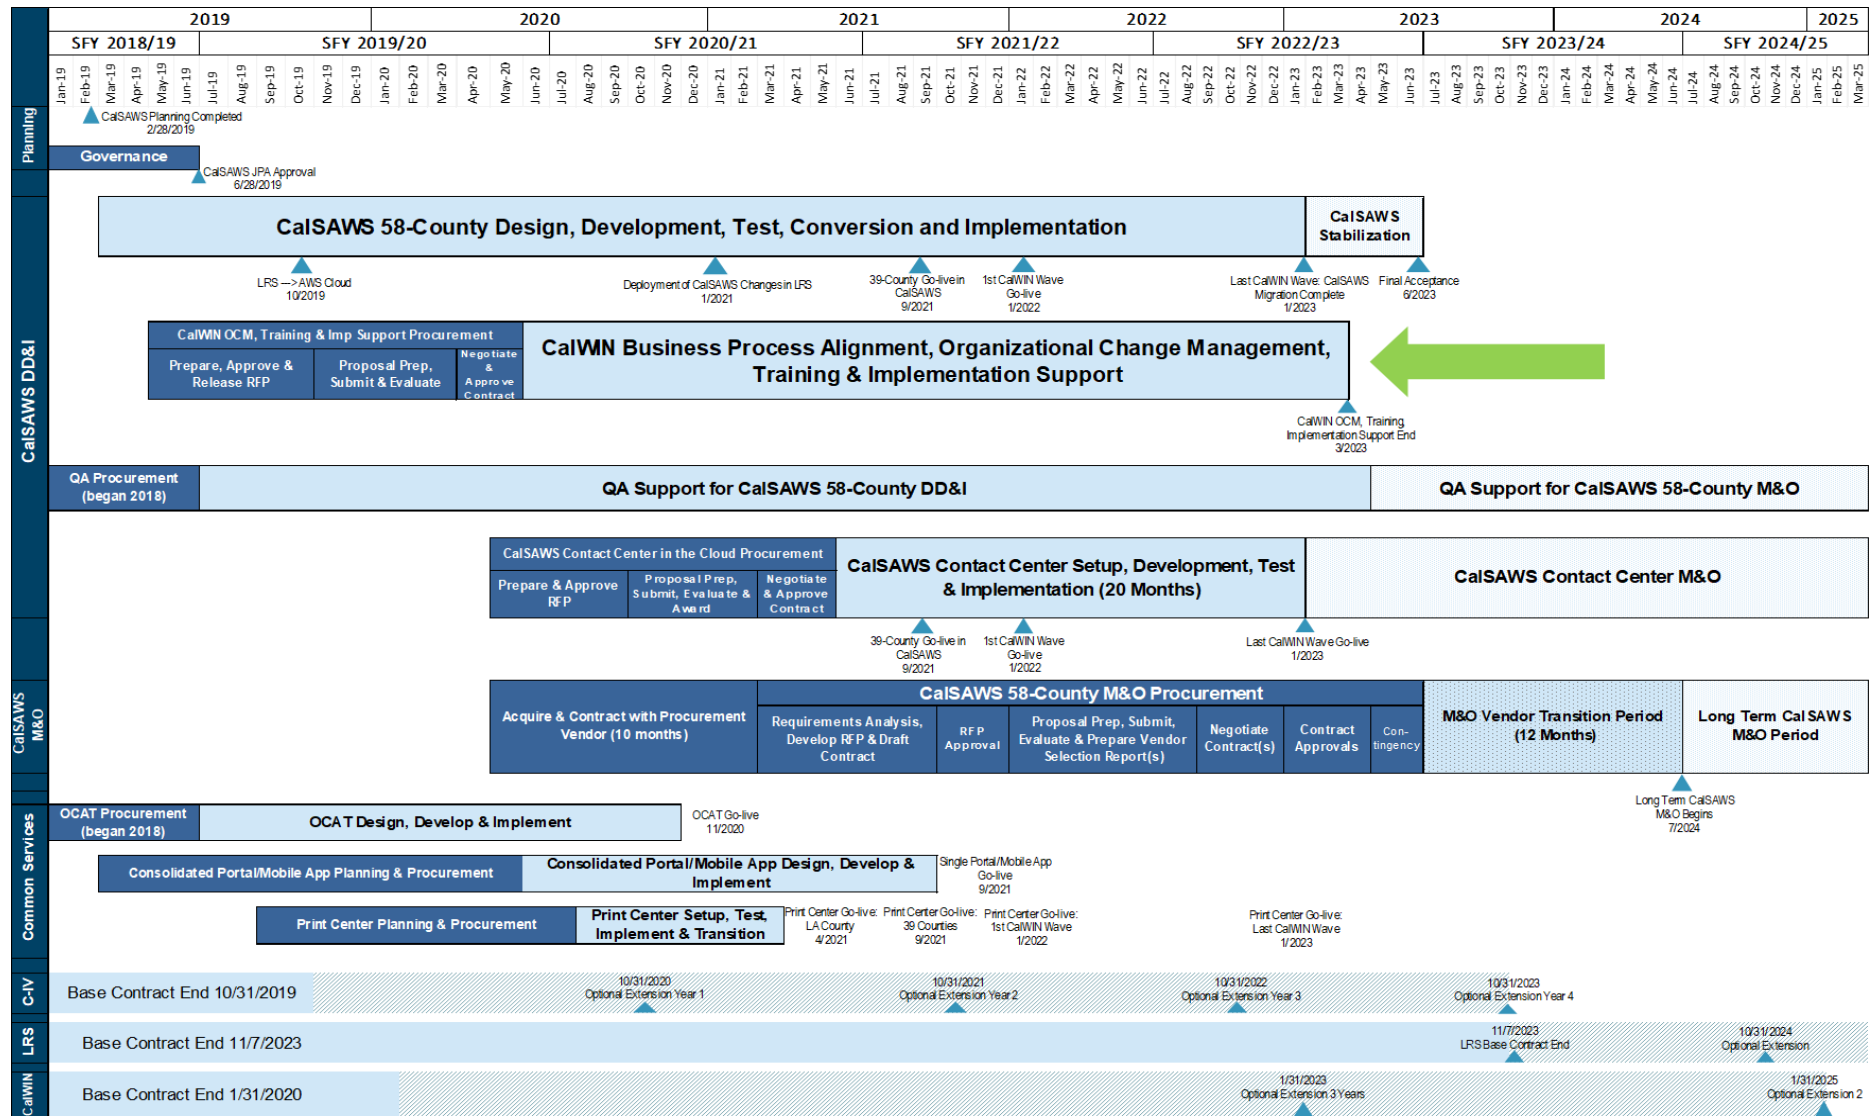 2019 2020 2021 2022 2023 2024 2025
SFY 2018/19 SFY 2019/20 SFY 2020/21 SFY 2021/22 SFY 2022/23 SFY 2023/24 SFY 2024/25
Jan-19 Feb-19 Mar-19 Apr-19 May-19 Jun-19 Jul-19 Aug-19 Sep-19 Oct-19 Nov-19 Dec-19 Jan-20 Feb-20 Mar-20 Apr-20 May-20 Jun-20 Jul-20 Aug-20 Sep-20 Oct-20 Nov-20 Dec-20 Jan-21 Feb-21 Mar-21 Apr-21 May-21 Jun-21 Jul-21 Aug-21 Sep-21 Oct-21 Nov-21 Dec-21 Jan-22 Feb-22 Mar-22 Apr-22 May-22 Jun-22 Jul-22 Aug-22 Sep-22 Oct-22 Nov-22 Dec-22 Jan-23 Feb-23 Mar-23 Apr-23 May-23 Jun-23 Jul-23 Aug-23 Sep-23 Oct-23 Nov-23 Dec-23 Jan-24 Feb-24 Mar-24 Apr-24 May-24 Jun-24 Jul-24 Aug-24 Sep-24 Oct-24 Nov-24 Dec-24 Jan-25 Feb-25 Mar-25
Planning
CalSAWS Planning Completed
2/28/2019
Governance
CalSAWS JPA Approval
6/28/2019
CalSAWS DD&I
CalSAWS 58-County Design, Development, Test, Conversion and Implementation
CalSAWS
Stabilization
LRS —> AWS Cloud
10/2019
Deployment of CalSAWS Changes in LRS
1/2021
39-County Go-live in
CalSAWS
9/2021
1st CalWIN Wave
Go-live
1/2022
Last CalWIN Wave: CalSAWS
Migration Complete
1/2023
Final Acceptance
6/2023
CalWIN OCM, Training & Imp Support Procurement
Prepare, Approve &
Release RFP
Proposal Prep,
Submit & Evaluate
Negotiate
&
Approve
Contract
CalWIN Business Process Alignment, Organizational Change Management,
Training & Implementation Support
CalWIN OCM, Training,
Implementation Support End
3/2023
QA Procurement
(began 2018)
QA Support for CalSAWS 58-County DD&I
QA Support for CalSAWS 58-County M&O
CalSAWS Contact Center in the Cloud Procurement
Prepare & Approve
RFP
Proposal Prep,
Submit, Evaluate &
Award
Negotiate
& Approve
Contract
CalSAWS Contact Center Setup, Development, Test
& Implementation (20 Months)
CalSAWS Contact Center M&O
39-County Go-live in
CalSAWS
9/2021
1st CalWIN Wave
Go-live
1/2022
Last CalWIN Wave Go-live
1/2023
CalSAWS
M&O
Acquire & Contract with Procurement
Vendor (10 months)
CalSAWS 58-County M&O Procurement
Requirements Analysis,
Develop RFP & Draft
Contract
RFP
Approval
Proposal Prep, Submit,
Evaluate & Prepare Vendor
Selection Report(s)
Negotiate
Contract(s)
Contract
Approvals
Con-
tingency
M&O Vendor Transition Period
(12 Months)
Long Term CalSAWS
M&O Period
Long Term CalSAWS
M&O Begins
7/2024
Common Services
OCAT Procurement
(began 2018)
OCAT Design, Develop & Implement
OCAT Go-live
11/2020
Consolidated Portal/Mobile App Planning & Procurement
Consolidated Portal/Mobile App Design, Develop &
Implement
Single Portal/Mobile App
Go-live
9/2021
Print Center Planning & Procurement
Print Center Setup, Test,
Implement & Transition
Print Center Go-live:
LA County
4/2021
Print Center Go-live:
39 Counties
9/2021
Print Center Go-live:
1st CalWIN Wave
1/2022
Print Center Go-live:
Last CalWIN Wave
1/2023
C-IV
Base Contract End 10/31/2019
10/31/2020
Optional Extension Year 1
10/31/2021
Optional Extension Year 2
10/31/2022
Optional Extension Year 3
10/31/2023
Optional Extension Year 4
LRS
Base Contract End 11/7/2023
11/7/2023
LRS Base Contract End
10/31/2024
Optional Extension
CalWIN
Base Contract End 1/31/2020
1/31/2023
Optional Extension 3 Years
1/31/2025
Optional Extension 2